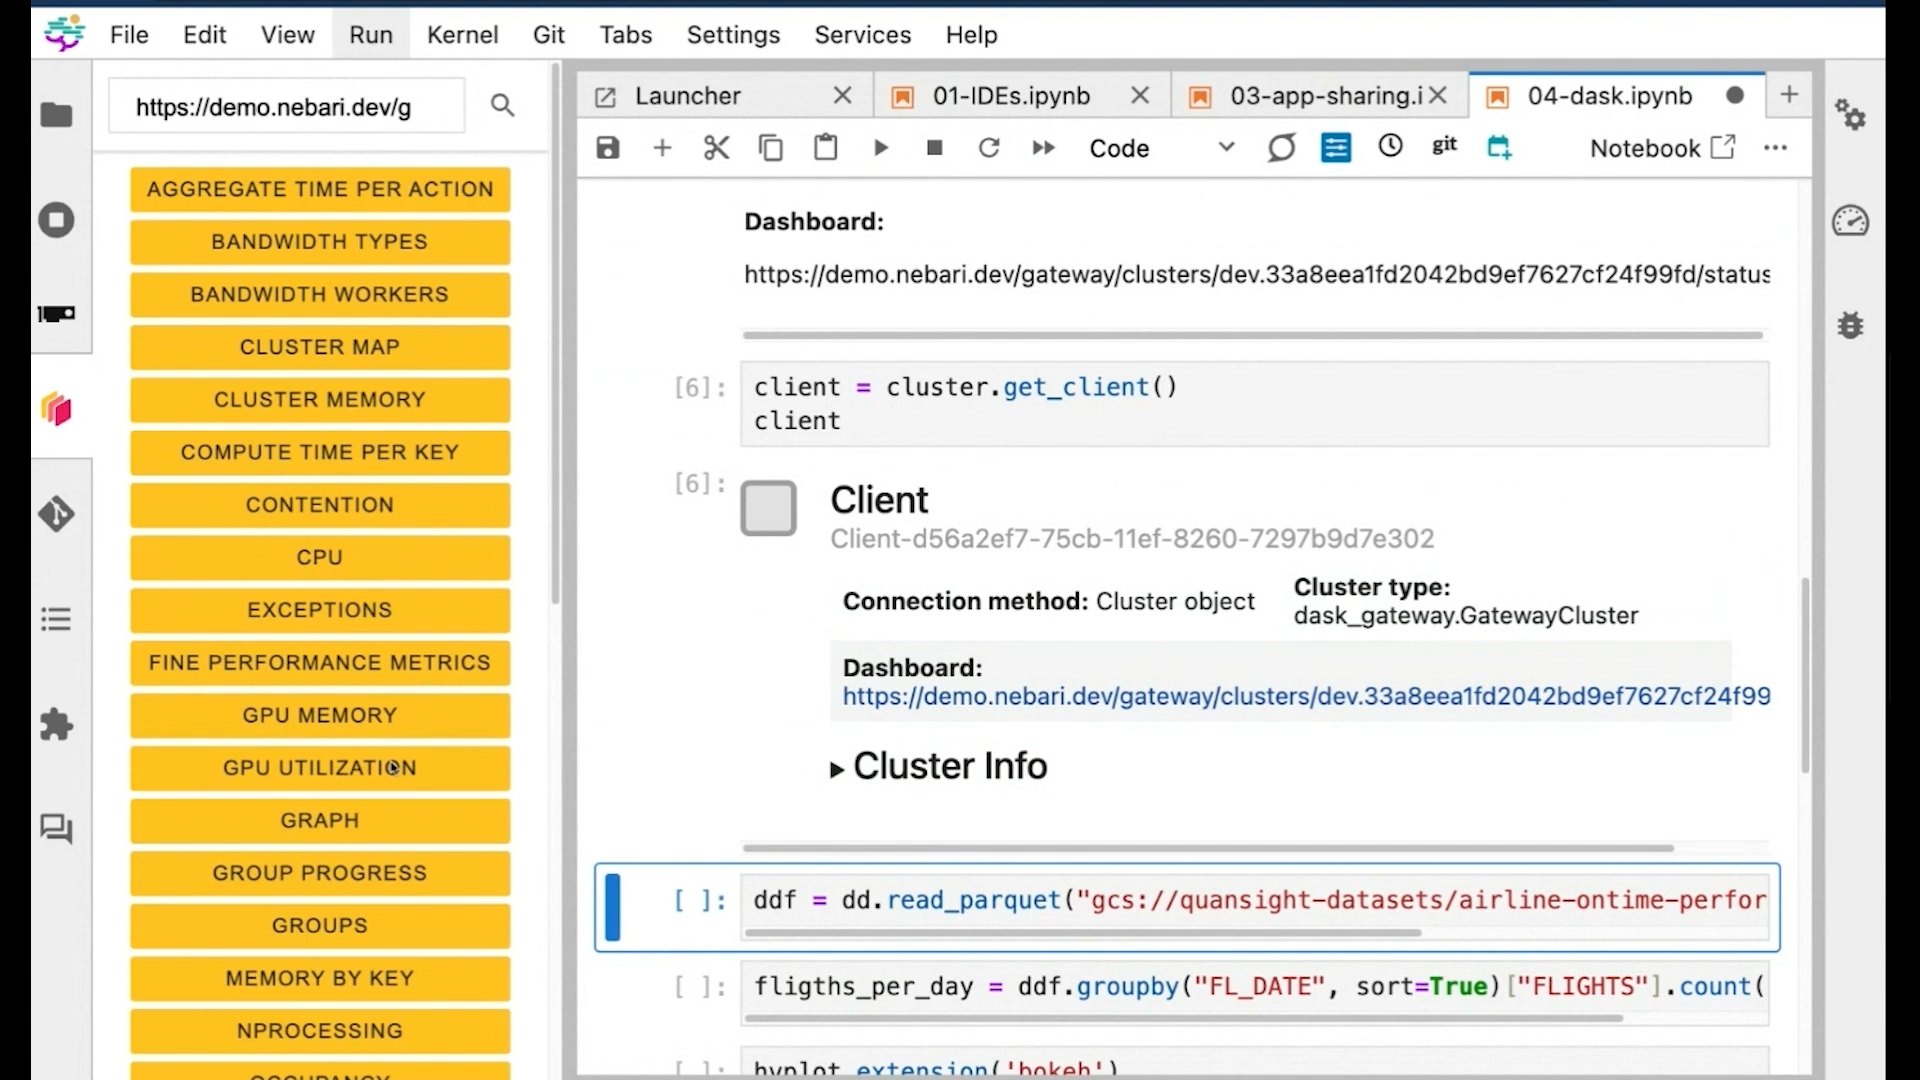 File Edit View Run Kernel Git Tabs Settings Services Help
https://demo.nebari.dev/g
AGGREGATE TIME PER ACTION
BANDWIDTH TYPES
BANDWIDTH WORKERS
CLUSTER MAP
CLUSTER MEMORY
COMPUTE TIME PER KEY
CONTENTION
CPU
EXCEPTIONS
FINE PERFORMANCE METRICS
GPU MEMORY
GPU UTILIZATION
GRAPH
GROUP PROGRESS
GROUPS
MEMORY BY KEY
NPROCESSING
OCCUPANCY
Launcher 01-IDEs.ipynb 03-app-sharing.i 04-dask.ipynb
Code git Notebook
Dashboard:
https://demo.nebari.dev/gateway/clusters/dev.33a8eea1fd2042bd9ef7627cf24f99fd/status
[6]: client = cluster.get_client()
client
[6]: Client
Client-d56a2ef7-75cb-11ef-8260-7297b9d7e302
Connection method: Cluster object
Cluster type:
dask_gateway.GatewayCluster
Dashboard:
https://demo.nebari.dev/gateway/clusters/dev.33a8eea1fd2042bd9ef7627cf24f99
Cluster Info
[ ]: ddf = dd.read_parquet("gcs://quansight-datasets/airline-ontime-perfor
[ ]: fligths_per_day = ddf.groupby("FL_DATE", sort=True)["FLIGHTS"].count(
[ ]: hvplot.extension('bokeh')